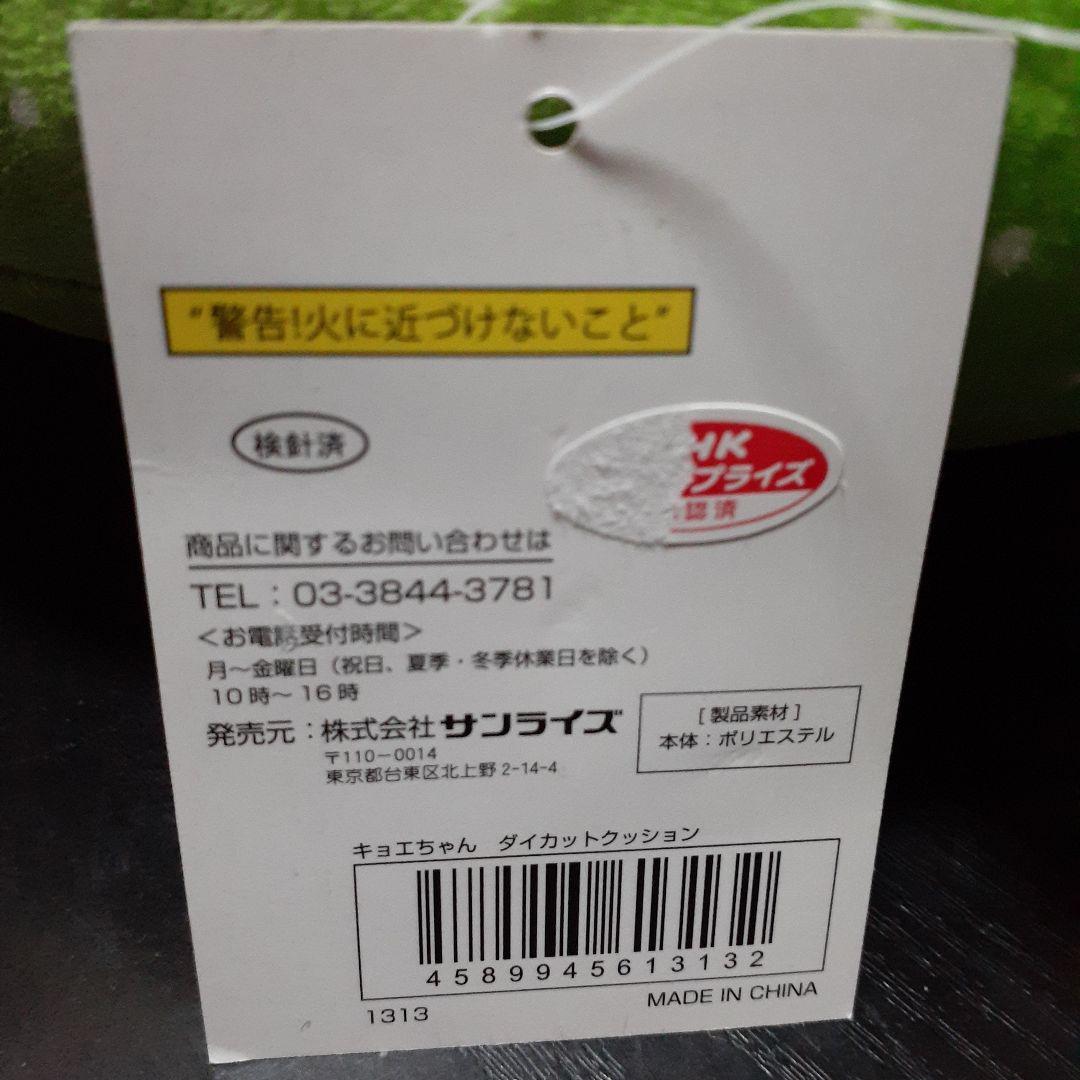 "警告!火に近づけないこと"
検針済
HK
プライズ
認済
商品に関するお問い合わせは
TEL：03-3844-3781
＜お電話受付時間＞
月～金曜日（祝日、夏季・冬季休業日を除く）
10時～16時
発売元：株式会社サンライズ
〒110-0014
東京都台東区北上野2-14-4
［製品素材］
本体：ポリエステル
キョエちゃん　ダイカットクッション
4589945613132
1313
MADE IN CHINA